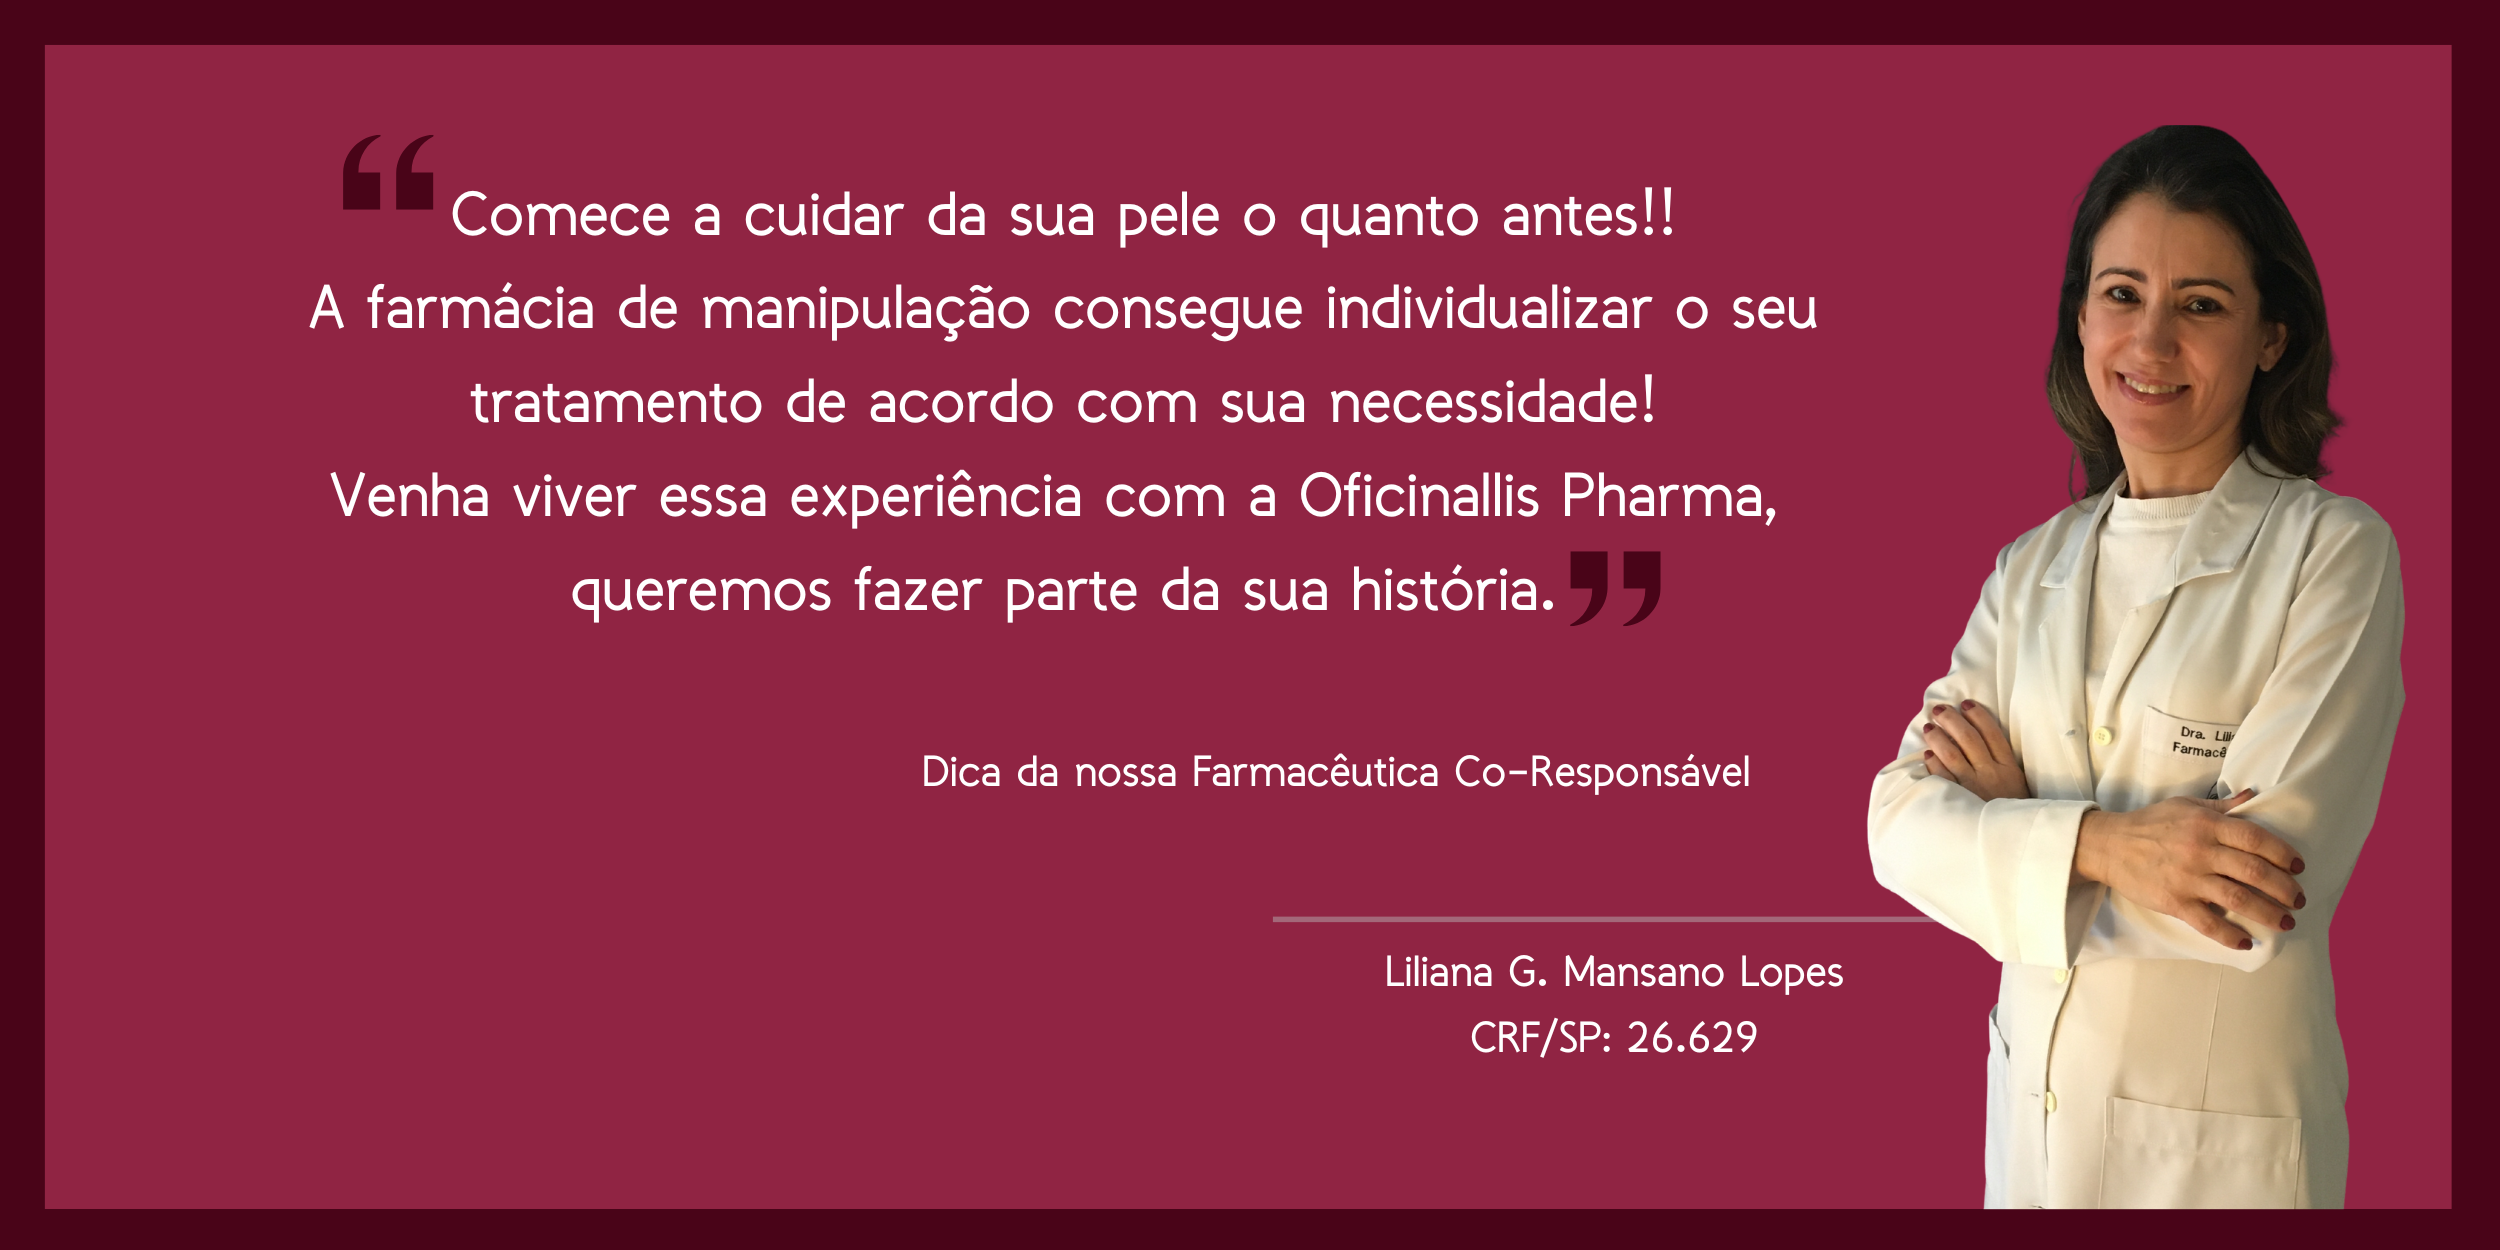 Comece a cuidar da sua pele o quanto antes!!
A farmácia de manipulação consegue individualizar o seu
tratamento de acordo com sua necessidade!
Venha viver essa experiência com a Oficinallis Pharma,
queremos fazer parte da sua história.
Dica da nossa Farmacêutica Co-Responsável
Liliana G. Mansano Lopes
CRF/SP: 26.629
Dra.